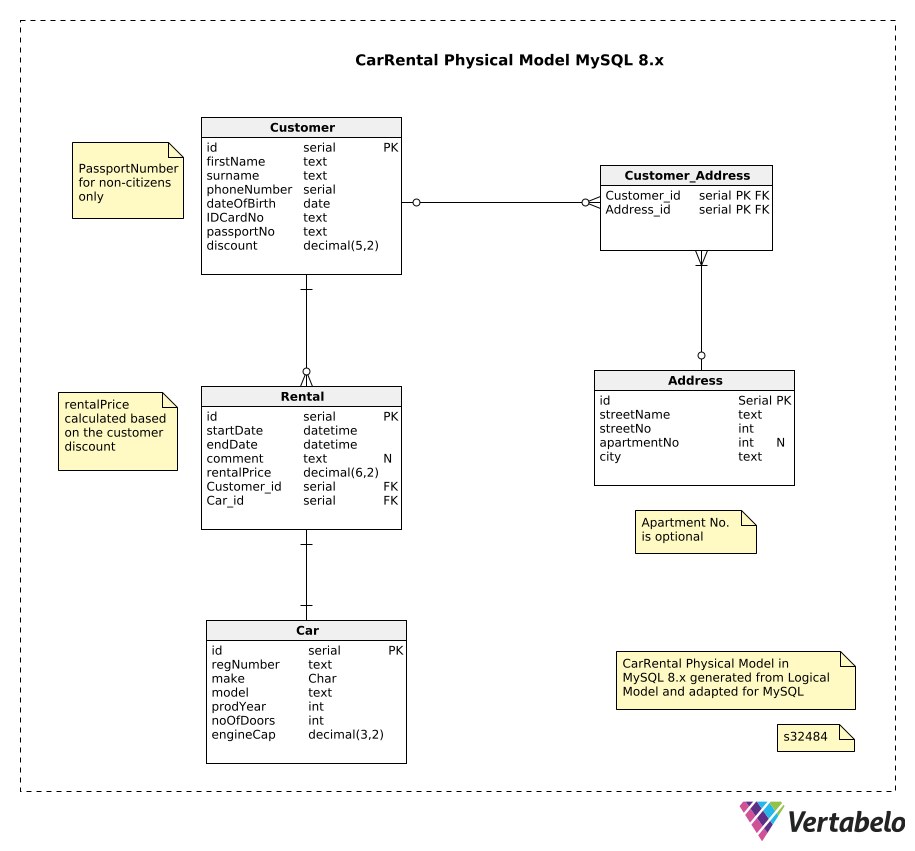 CarRental Physical Model MySQL 8.x
Customer
id serial PK
firstName text
surname text
phoneNumber serial
dateOfBirth date
IDCardNo text
passportNo text
discount decimal(5,2)
PassportNumber
for non-citizens
only
Customer_Address
Customer_id serial PK FK
Address_id serial PK FK
Rental
id serial PK
startDate datetime
endDate datetime
comment text N
rentalPrice decimal(6,2)
Customer_id serial FK
Car_id serial FK
rentalPrice
calculated based
on the customer
discount
Address
id Serial PK
streetName text
streetNo int
apartmentNo int N
city text
Apartment No.
is optional
Car
id serial PK
regNumber text
make Char
model text
prodYear int
noOfDoors int
engineCap decimal(3,2)
CarRental Physical Model in
MySQL 8.x generated from Logical
Model and adapted for MySQL
s32484
Vertabelo